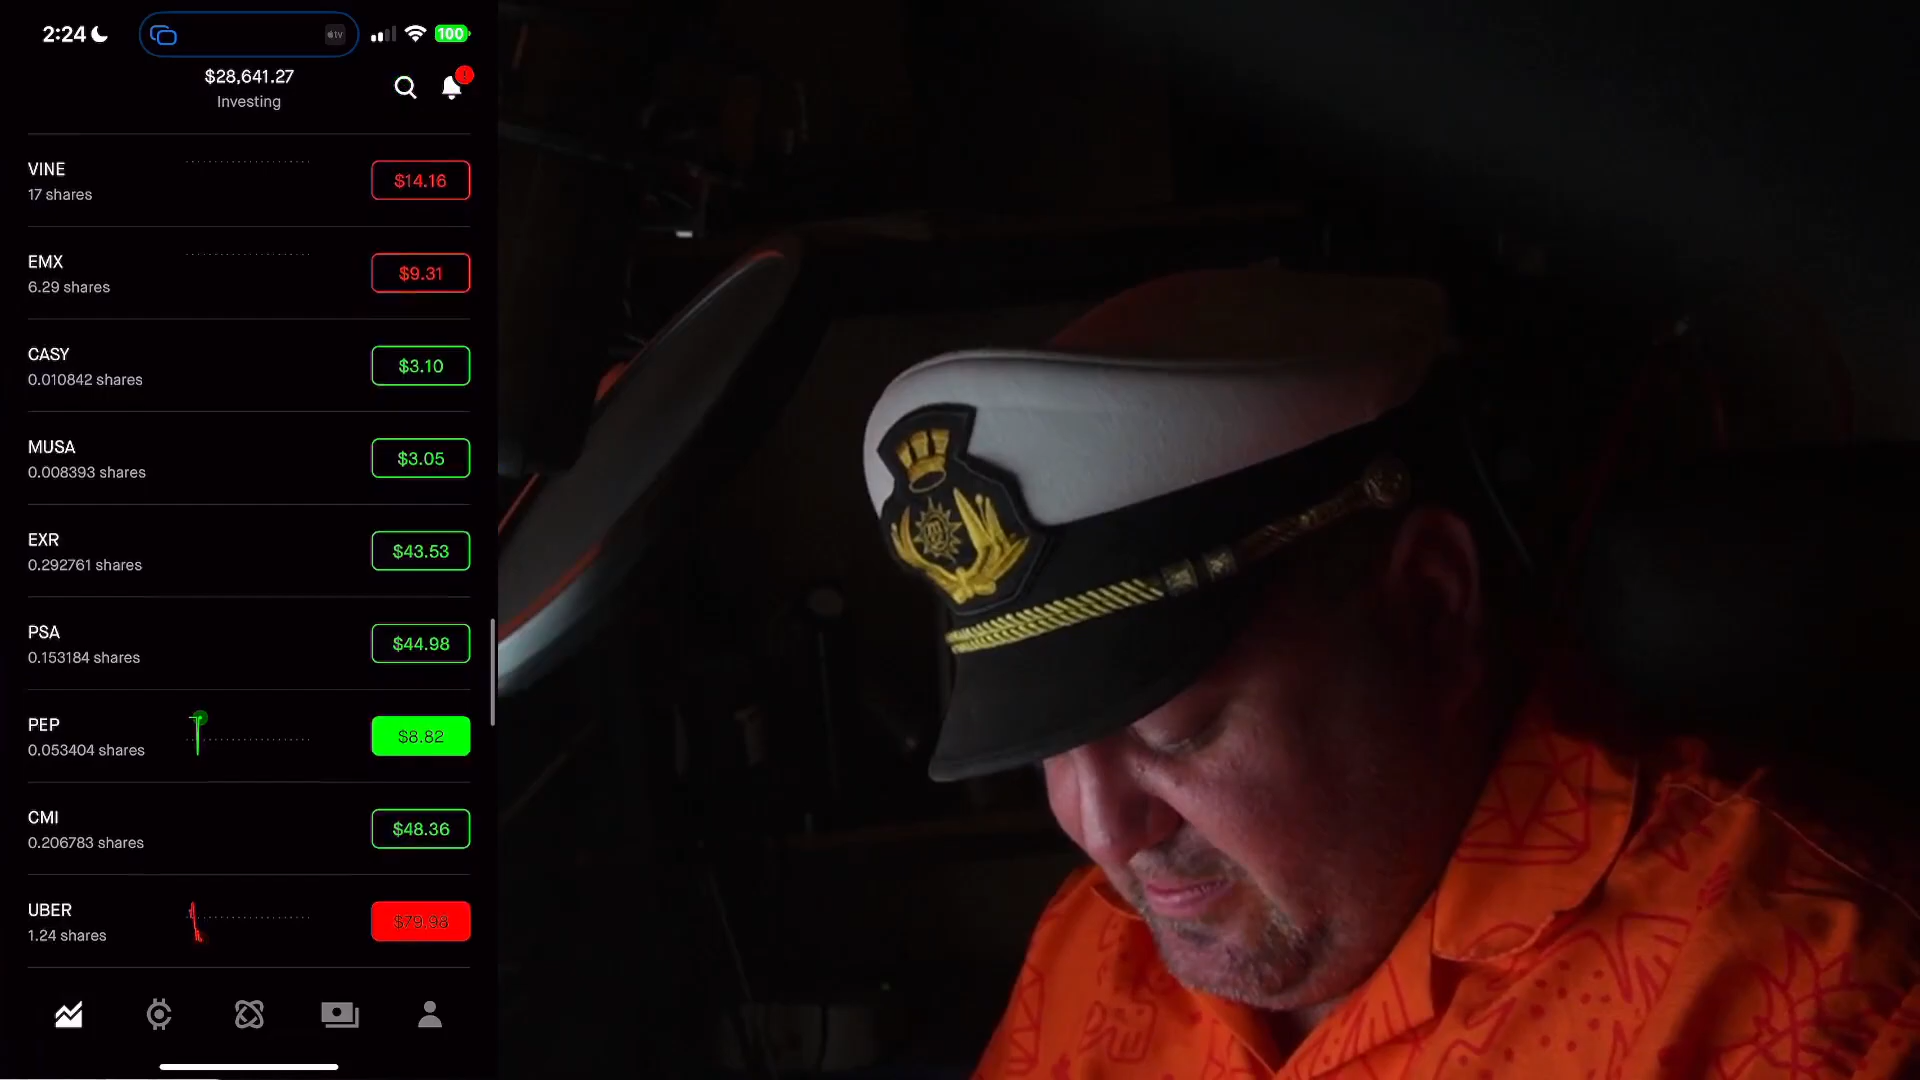 2:24
tv
100
$28,641.27
Investing
!
VINE
17 shares
$14.16
EMX
6.29 shares
$9.31
CASY
0.010842 shares
$3.10
MUSA
0.008393 shares
$3.05
EXR
0.292761 shares
$43.53
PSA
0.153184 shares
$44.98
PEP
0.053404 shares
$8.82
CMI
0.206783 shares
$48.36
UBER
1.24 shares
$79.98